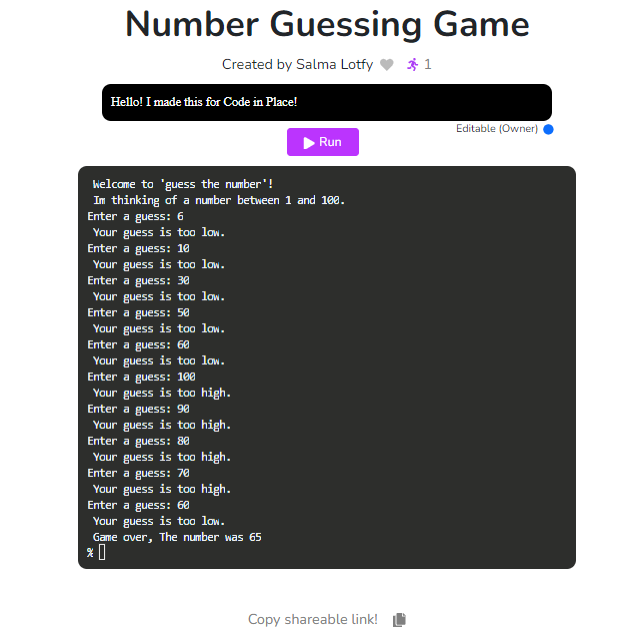 Number Guessing Game
Created by Salma Lotfy 1
Hello! I made this for Code in Place!
Editable (Owner)
Run
Welcome to 'guess the number'!
Im thinking of a number between 1 and 100.
Enter a guess: 6
Your guess is too low.
Enter a guess: 10
Your guess is too low.
Enter a guess: 30
Your guess is too low.
Enter a guess: 50
Your guess is too low.
Enter a guess: 60
Your guess is too low.
Enter a guess: 100
Your guess is too high.
Enter a guess: 90
Your guess is too high.
Enter a guess: 80
Your guess is too high.
Enter a guess: 70
Your guess is too high.
Enter a guess: 60
Your guess is too low.
Game over, The number was 65
%
Copy shareable link!